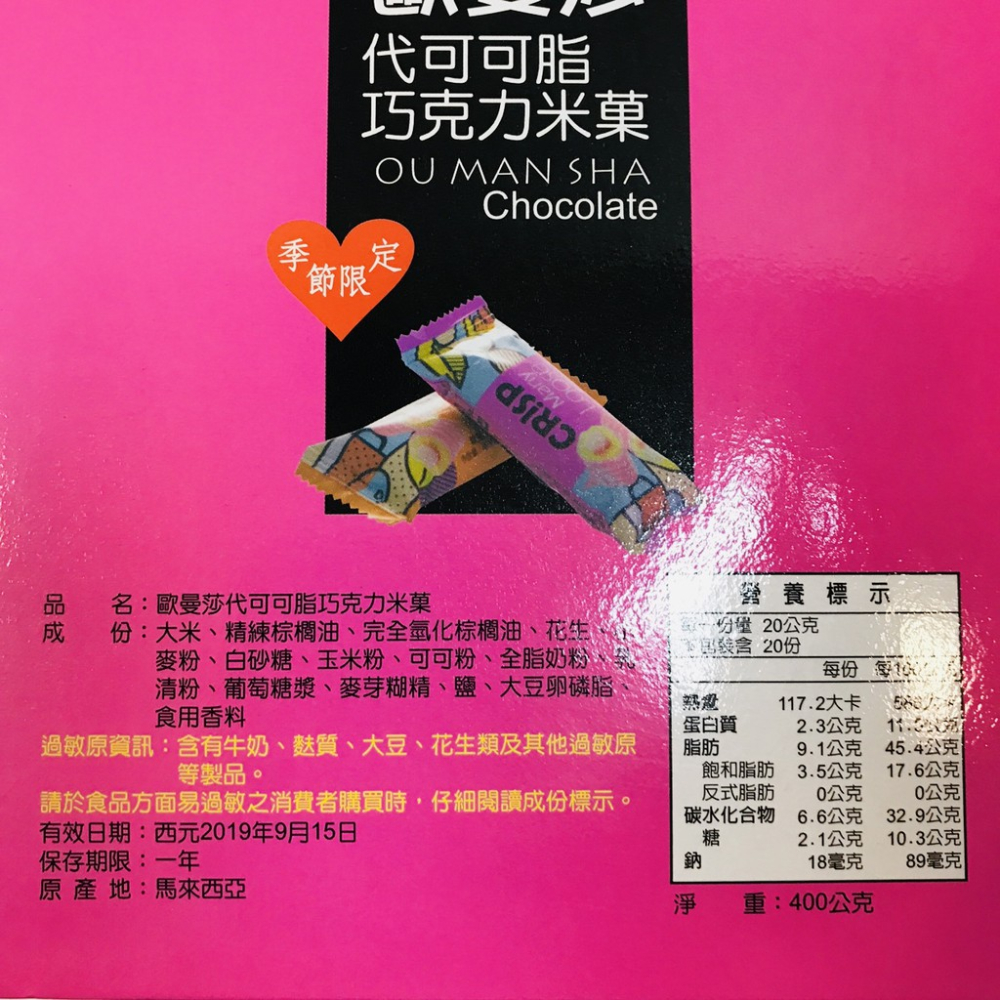 代可可脂
巧克力米菓
OU MAN SHA
Chocolate
季節限定
CRISP
品 名：歐曼莎代可可脂巧克力米菓
成 份：大米、精練棕櫚油、完全氫化棕櫚油、花生、
麥粉、白砂糖、玉米粉、可可粉、全脂奶粉、乳
清粉、葡萄糖漿、麥芽糊精、鹽、大豆卵磷脂、
食用香料
過敏原資訊：含有牛奶、麩質、大豆、花生類及其他過敏原
等製品。
請於食品方面易過敏之消費者購買時，仔細閱讀成份標示。
有效日期：西元2019年9月15日
保存期限：一年
原 產 地：馬來西亞
營 養 標 示
每一份量 20公克
本包裝含 20份
每份
熱量 117.2大卡
蛋白質 2.3公克
脂肪 9.1公克 45.4公克
飽和脂肪 3.5公克 17.6公克
反式脂肪 0公克 0公克
碳水化合物 6.6公克 32.9公克
糖 2.1公克 10.3公克
鈉 18毫克 89毫克
淨 重：400公克